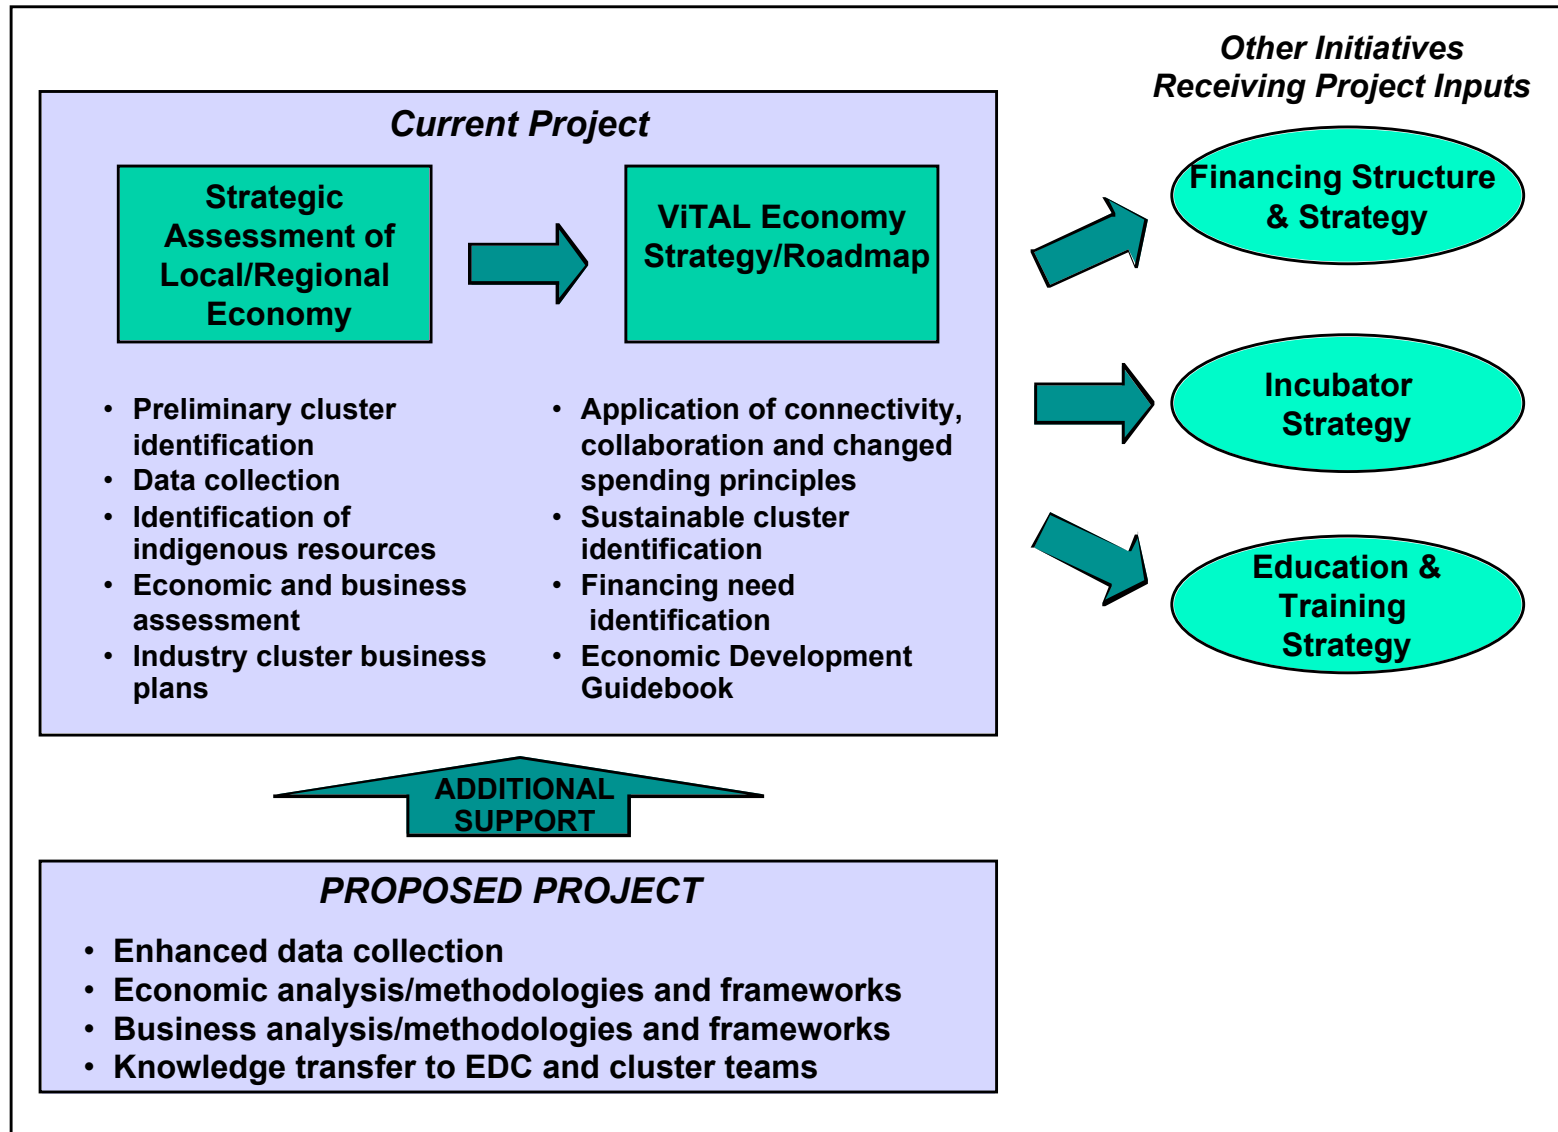 Other Initiatives
Receiving Project Inputs
Current Project
Strategic
Assessment of
Local/Regional
Economy
ViTAL Economy
Strategy/Roadmap
• Preliminary cluster
identification
• Data collection
• Identification of
indigenous resources
• Economic and business
assessment
• Industry cluster business
plans
• Application of connectivity,
collaboration and changed
spending principles
• Sustainable cluster
identification
• Financing need
identification
• Economic Development
Guidebook
Financing Structure
& Strategy
Incubator
Strategy
Education &
Training
Strategy
ADDITIONAL
SUPPORT
PROPOSED PROJECT
• Enhanced data collection
• Economic analysis/methodologies and frameworks
• Business analysis/methodologies and frameworks
• Knowledge transfer to EDC and cluster teams